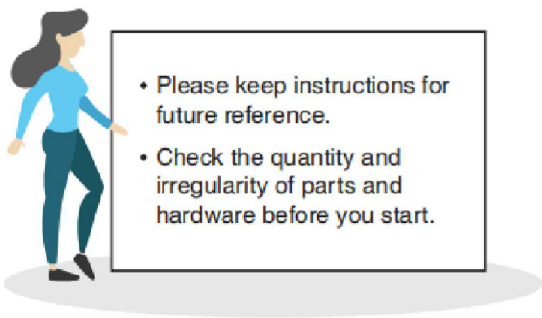 • Please keep instructions for
future reference.
• Check the quantity and
irregularity of parts and
hardware before you start.